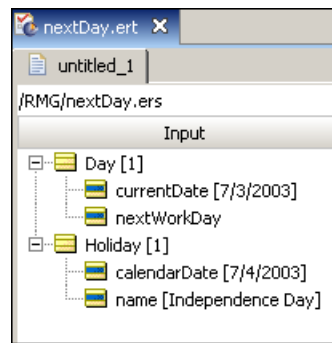 nextDay.ert
untitled_1
/RMG/nextDay.ers
Input
Day [1]
currentDate [7/3/2003]
nextWorkDay
Holiday [1]
calendarDate [7/4/2003]
name [Independence Day]